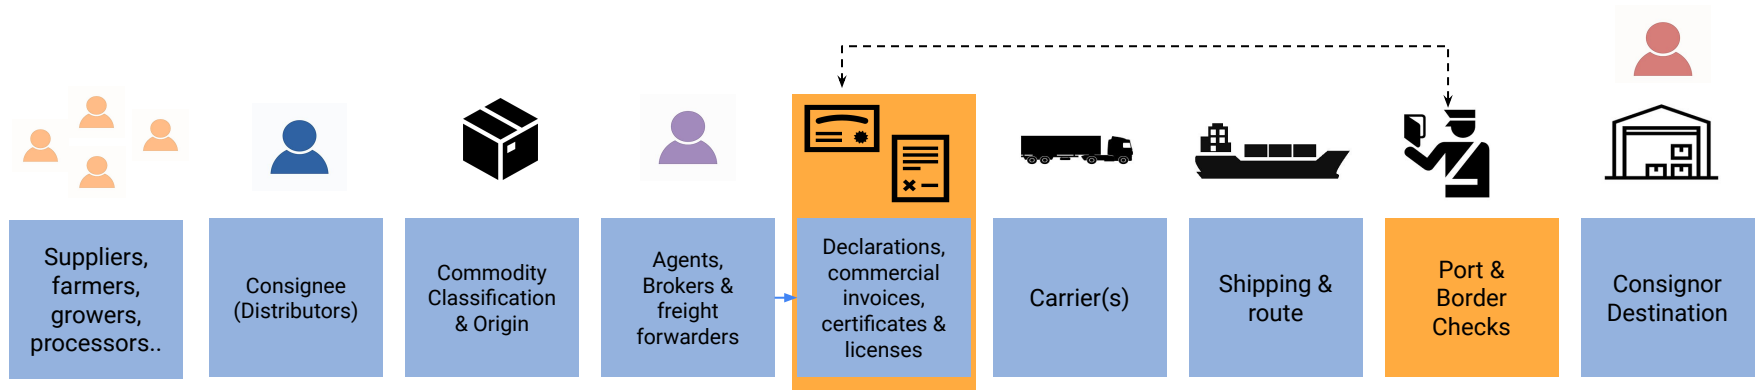 Suppliers,
farmers,
growers,
processors..
Consignee
(Distributors)
Commodity
Classification
& Origin
Agents,
Brokers &
freight
forwarders
Declarations,
commercial
invoices,
certificates &
licenses
Carrier(s)
Shipping &
route
Port &
Border
Checks
Consignor
Destination